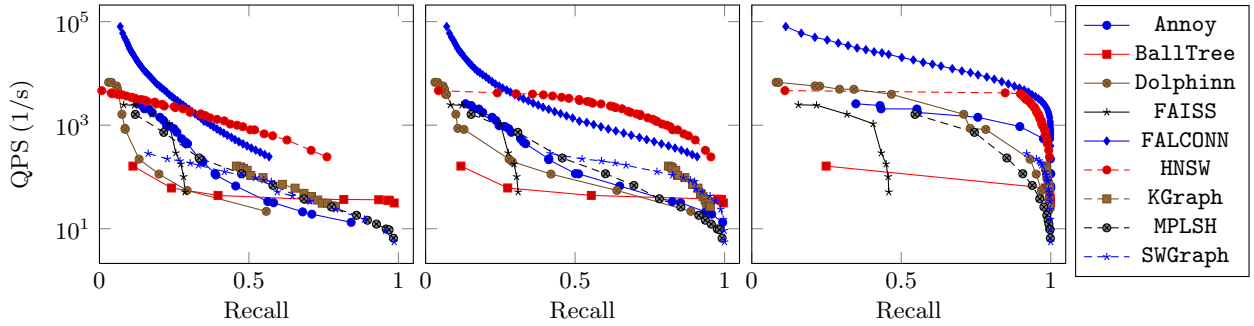 QPS (1/s)
10^5
10^3
10^1
0 0.5 1
Recall
0 0.5 1
Recall
0 0.5 1
Recall
Annoy
BallTree
Dolphinn
FAISS
FALCONN
HNSW
KGraph
MPLSH
SWGraph